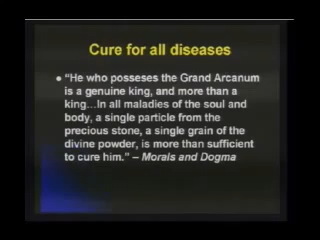 Cure for all diseases
● “He who posseses the Grand Arcanum
is a genuine king, and more than a
king…In all maladies of the soul and
body, a single particle from the
precious stone, a single grain of the
divine powder, is more than sufficient
to cure him.” – Morals and Dogma